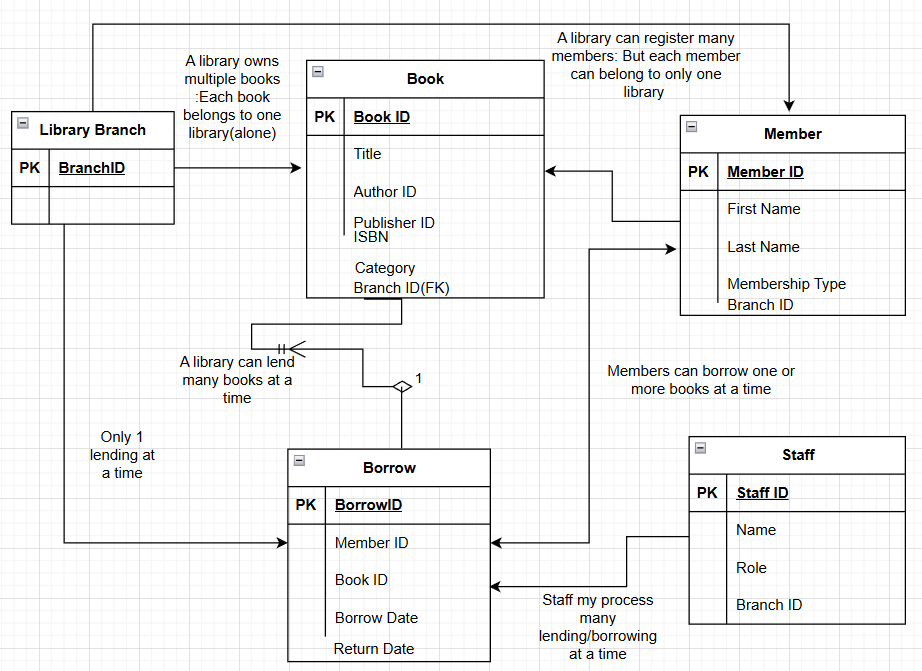 A library can register many
members: But each member
can belong to only one
library
A library owns
multiple books
:Each book
belongs to one
library(alone)
Book
PK Book ID
Title
Author ID
Publisher ID
ISBN
Category
Branch ID(FK)
Library Branch
PK BranchID
Member
PK Member ID
First Name
Last Name
Membership Type
Branch ID
A library can lend
many books at a
time
1
Members can borrow one or
more books at a time
Only 1
lending at
a time
Borrow
PK BorrowID
Member ID
Book ID
Borrow Date
Return Date
Staff
PK Staff ID
Name
Role
Branch ID
Staff my process
many
lending/borrowing
at a time